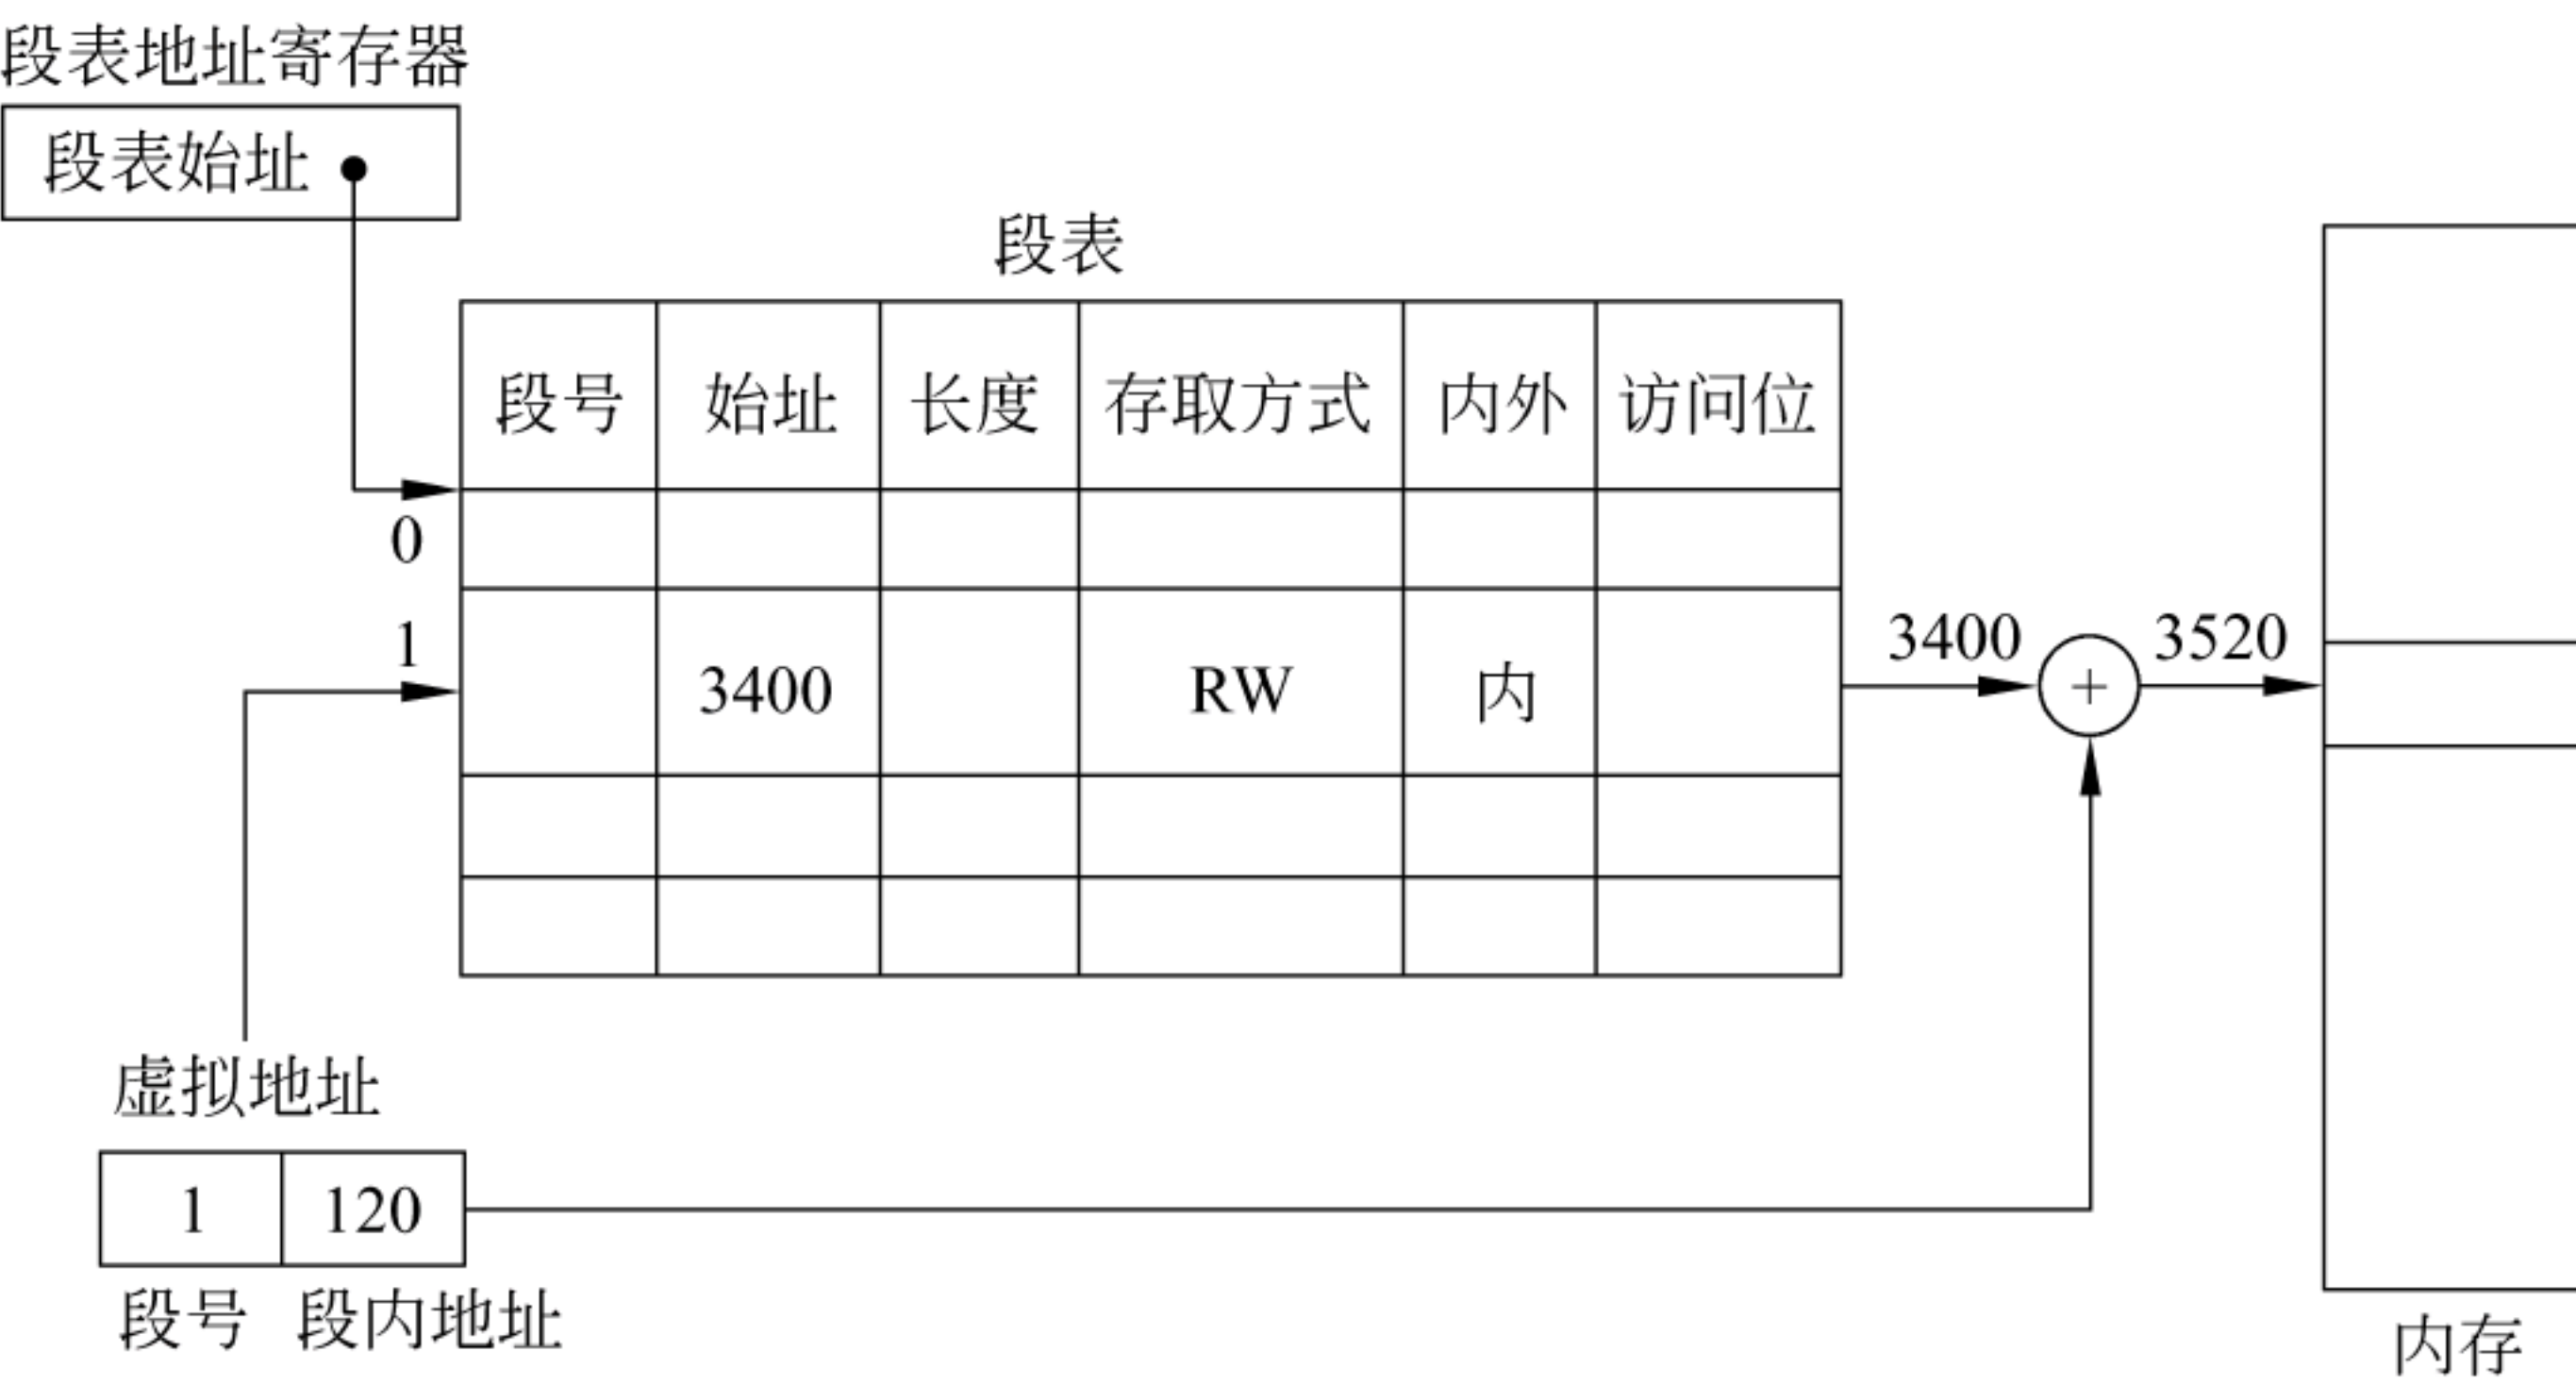 段表地址寄存器
段表始址
段表
段号 始址 长度 存取方式 内外 访问位
0
1
3400 RW 内
3400 + 3520
虚拟地址
1 120
段号 段内地址
内存